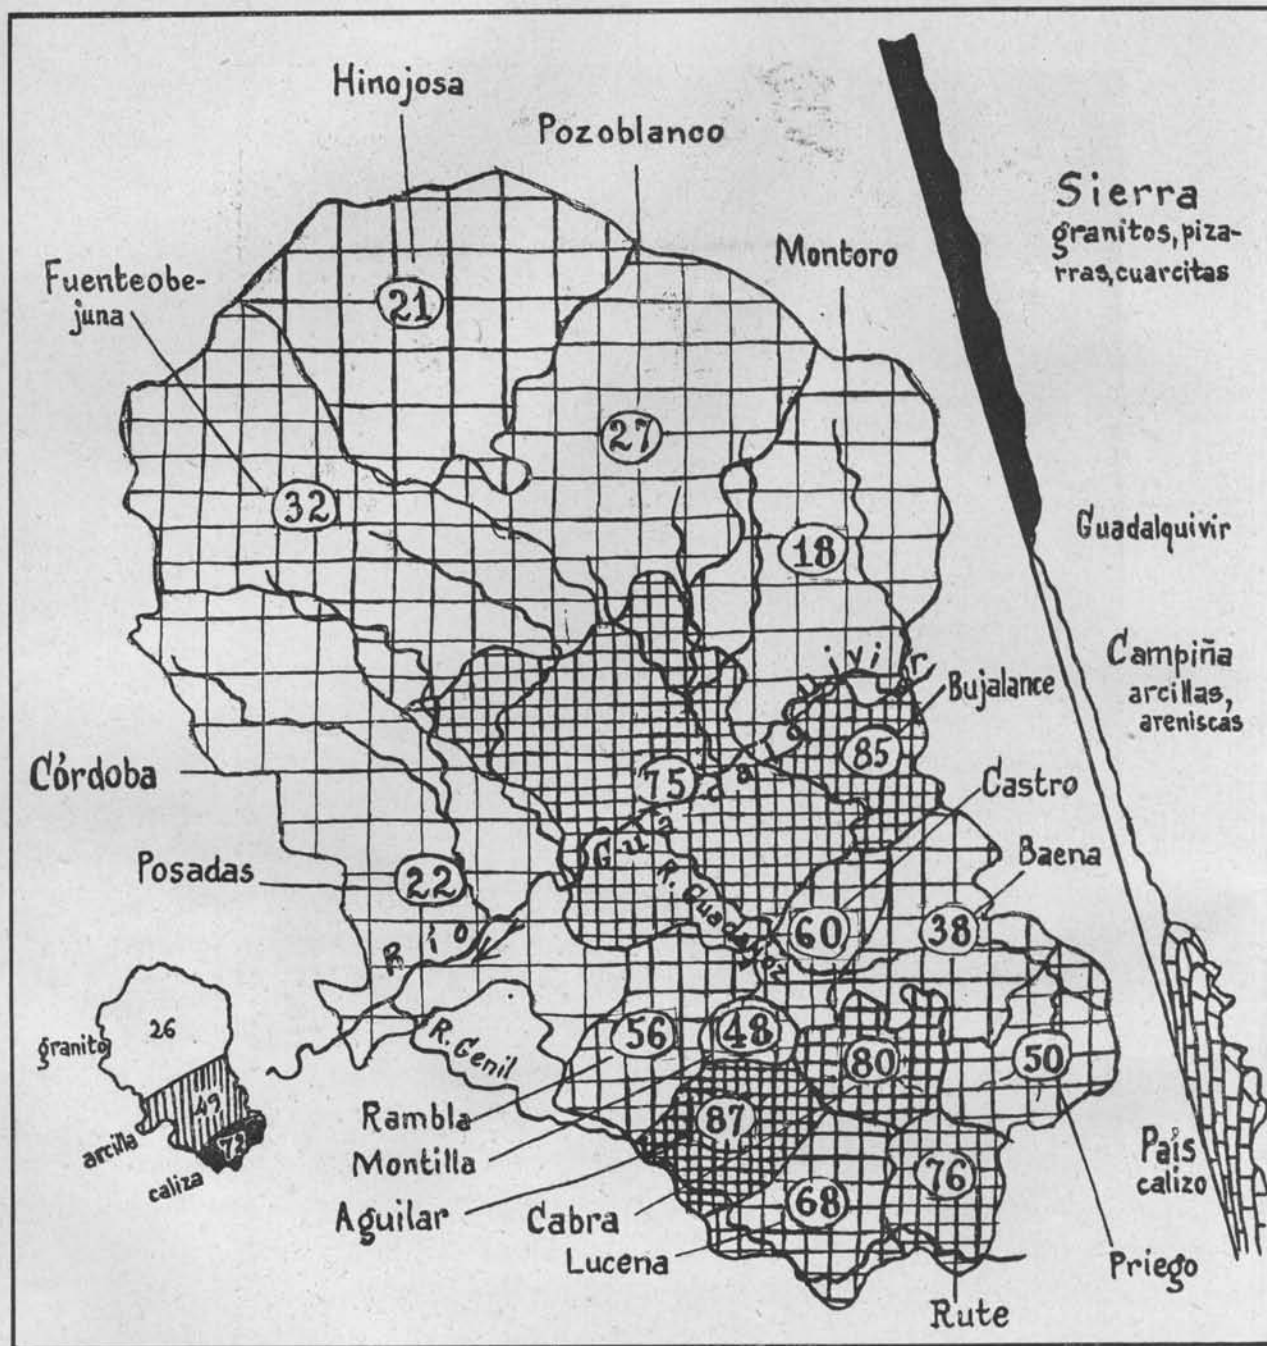 Hinojosa
Pozoblanco
Sierra
granitos, piza-
rras, cuarcitas
Montoro
Fuenteobe-
juna
21
27
32
18
Guadalquivir
Campiña
arcillas,
areniscas
Bujalance
85
Córdoba
75
Castro
Posadas
22
Baena
Río Guadalquivir
R. Guadajoz
60
38
granito
26
R. Genil
56
48
80
50
49
arcilla
73
caliza
Rambla
87
Montilla
País
calizo
76
68
Aguilar
Cabra
Lucena
Priego
Rute